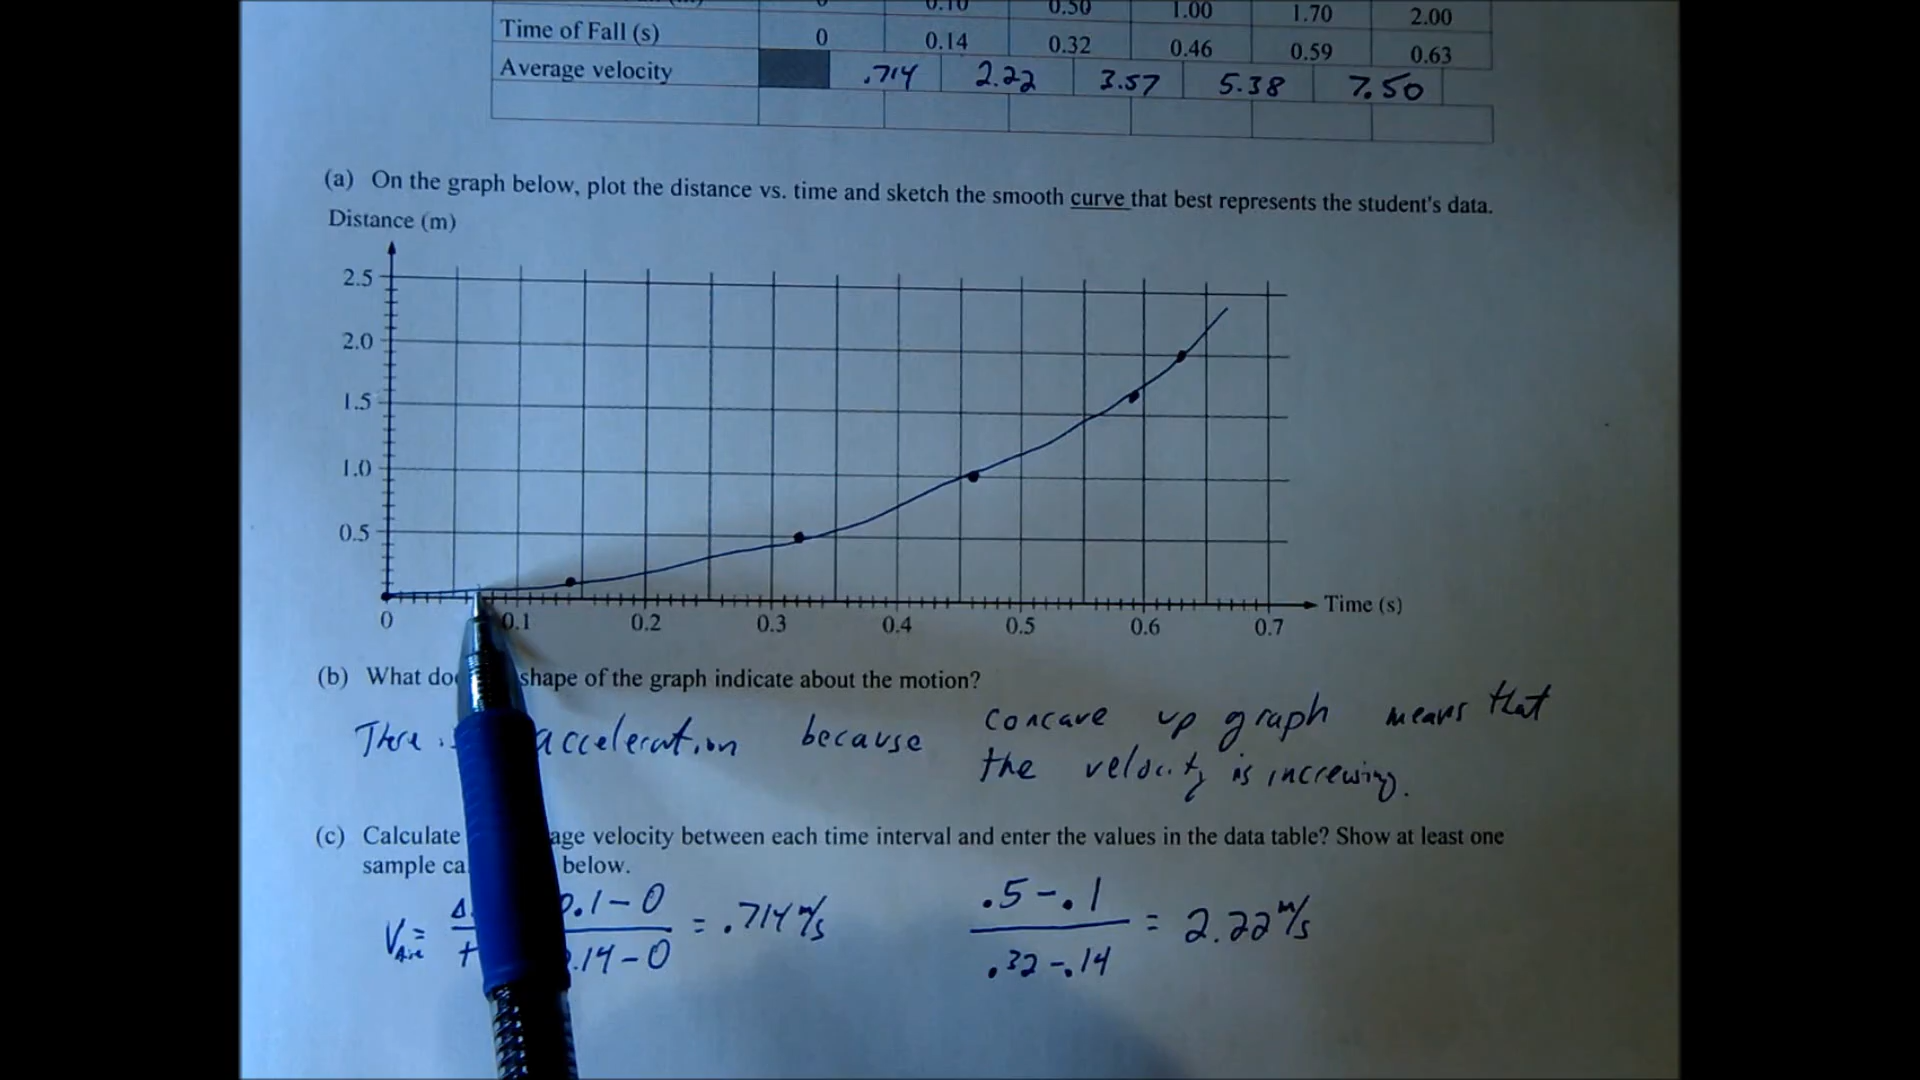 0.10 0.50 1.00 1.70 2.00
Time of Fall (s) 0 0.14 0.32 0.46 0.59 0.63
Average velocity .714 2.22 3.57 5.38 7.50
(a) On the graph below, plot the distance vs. time and sketch the smooth curve that best represents the student's data.
Distance (m)
2.5
2.0
1.5
1.0
0.5
0 0.1 0.2 0.3 0.4 0.5 0.6 0.7
Time (s)
(b) What do shape of the graph indicate about the motion?
There acceleration because concave up graph means that
the velocity is increasing.
(c) Calculate age velocity between each time interval and enter the values in the data table? Show at least one
sample ca below.
VAve = Δ / t 0.1-0 / .14-0 = .714 m/s .5-.1 / .32-.14 = 2.22 m/s